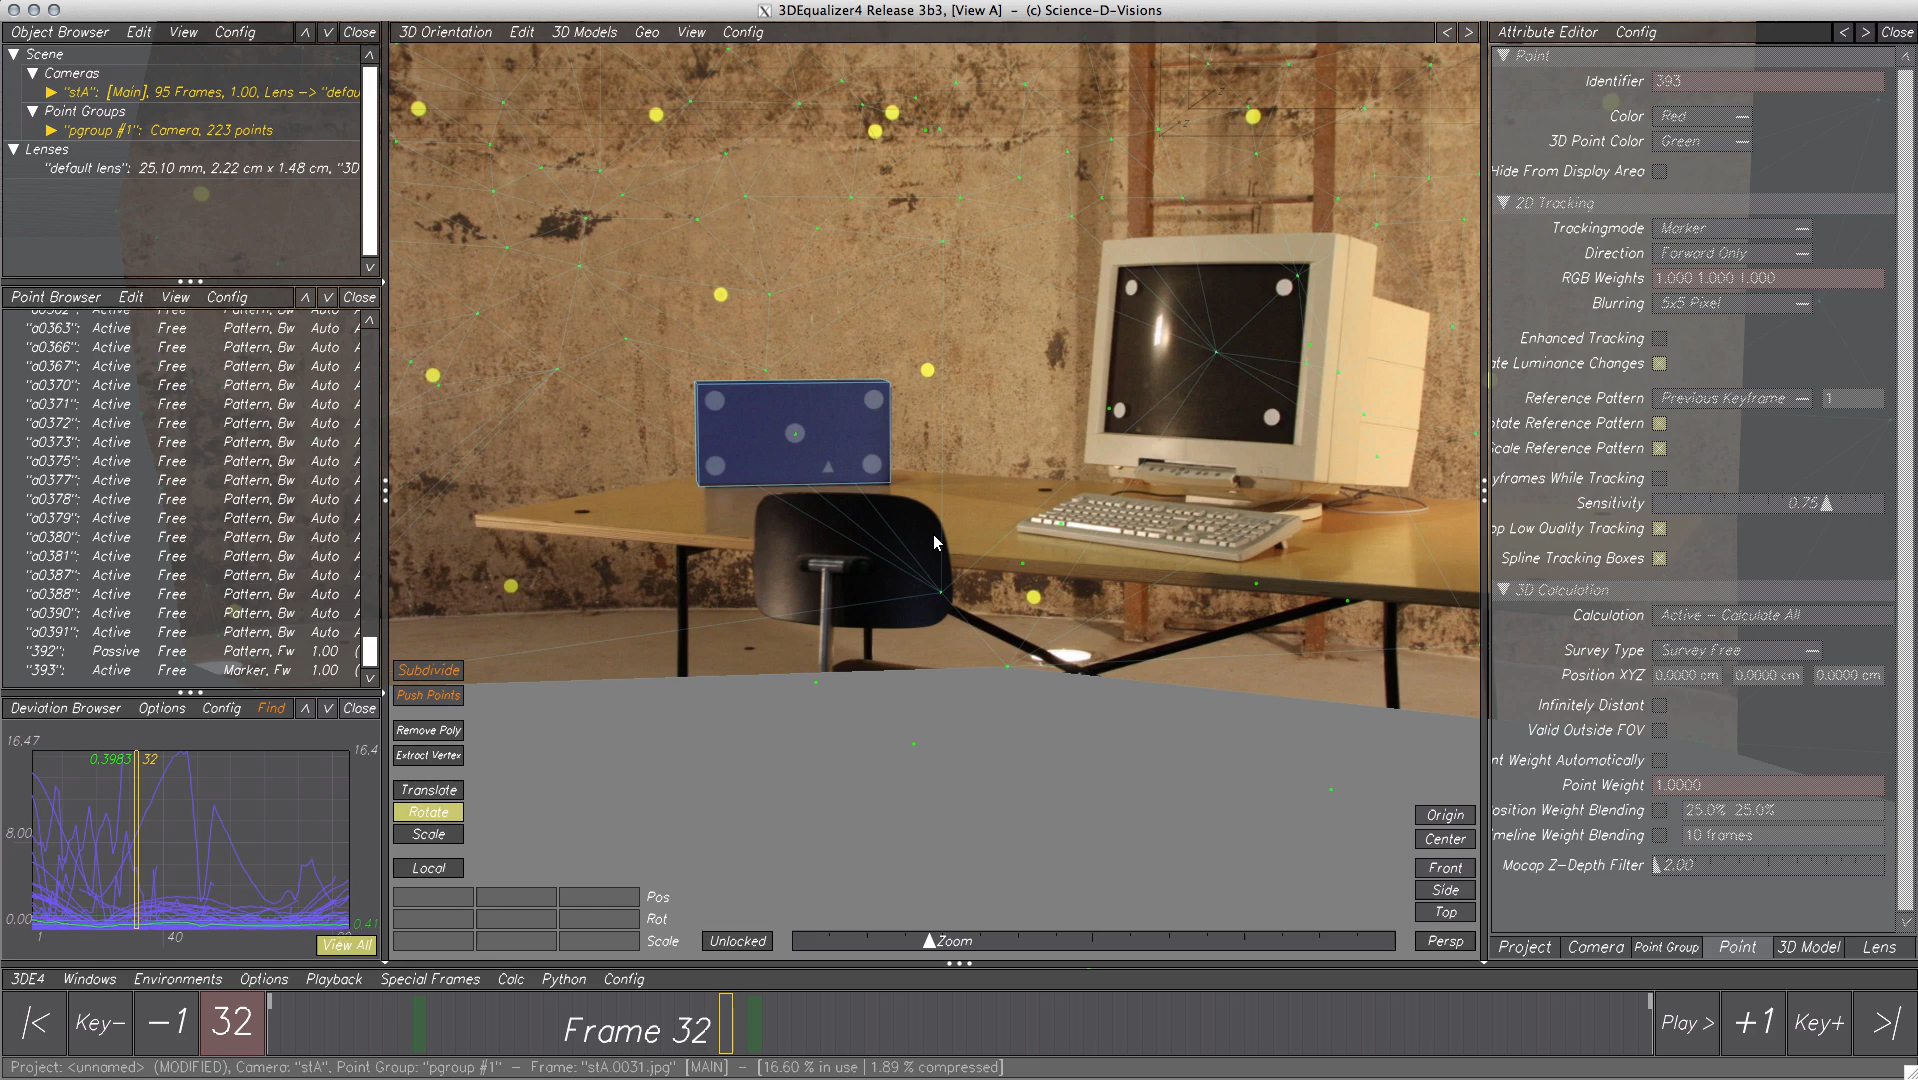 3DEqualizer4 Release 3b3, [View A]  -  (c) Science-D-Visions
Object Browser Edit View Config Close
Scene
Cameras
"stA": [Main], 95 Frames, 1.00, Lens -> "defau
Point Groups
"pgroup #1": Camera, 223 points
Lenses
"default lens": 25.10 mm, 2.22 cm x 1.48 cm, "3D
Point Browser Edit View Config Close
"a0363": Active Free Pattern, Bw Auto
"a0366": Active Free Pattern, Bw Auto
"a0367": Active Free Pattern, Bw Auto
"a0370": Active Free Pattern, Bw Auto
"a0371": Active Free Pattern, Bw Auto
"a0372": Active Free Pattern, Bw Auto
"a0373": Active Free Pattern, Bw Auto
"a0375": Active Free Pattern, Bw Auto
"a0377": Active Free Pattern, Bw Auto
"a0378": Active Free Pattern, Bw Auto
"a0379": Active Free Pattern, Bw Auto
"a0380": Active Free Pattern, Bw Auto
"a0381": Active Free Pattern, Bw Auto
"a0387": Active Free Pattern, Bw Auto
"a0388": Active Free Pattern, Bw Auto
"a0390": Active Free Pattern, Bw Auto
"a0391": Active Free Pattern, Bw Auto
"392": Passive Free Pattern, Fw 1.00 (
"393": Active Free Marker, Fw 1.00 (
Deviation Browser Options Config Find Close
16.47
0.3983 32
16.4
8.00
0.00
0.41
1 40
View All
3D Orientation Edit 3D Models Geo View Config < >
Subdivide
Push Points
Remove Poly
Extract Vertex
Translate
Rotate
Scale
Local
Pos
Rot
Scale
Unlocked
Zoom
Origin
Center
Front
Side
Top
Persp
Attribute Editor Config < > Close
Point
Identifier 393
Color Red
3D Point Color Green
Hide From Display Area
2D Tracking
Trackingmode Marker
Direction Forward Only
RGB Weights 1.000 1.000 1.000
Blurring 5x5 Pixel
Enhanced Tracking
ate Luminance Changes
Reference Pattern Previous Keyframe 1
otate Reference Pattern
Scale Reference Pattern
yframes While Tracking
Sensitivity 0.75
op Low Quality Tracking
Spline Tracking Boxes
3D Calculation
Calculation Active - Calculate All
Survey Type Survey Free
Position XYZ 0.0000 cm 0.0000 cm 0.0000 cm
Infinitely Distant
Valid Outside FOV
nt Weight Automatically
Point Weight 1.0000
osition Weight Blending 25.0% 25.0%
imeline Weight Blending 10 frames
Mocap Z-Depth Filter 2.00
Project Camera Point Group Point 3D Model Lens
3DE4 Windows Environments Options Playback Special Frames Calc Python Config
|< Key- -1 32 Frame 32 Play > +1 Key+ >|
Project: <unnamed>  (MODIFIED), Camera: "stA", Point Group: "pgroup #1"  -  Frame: "stA.0031.jpg"  [MAIN]  -  [16.60 % in use | 1.89 % compressed]